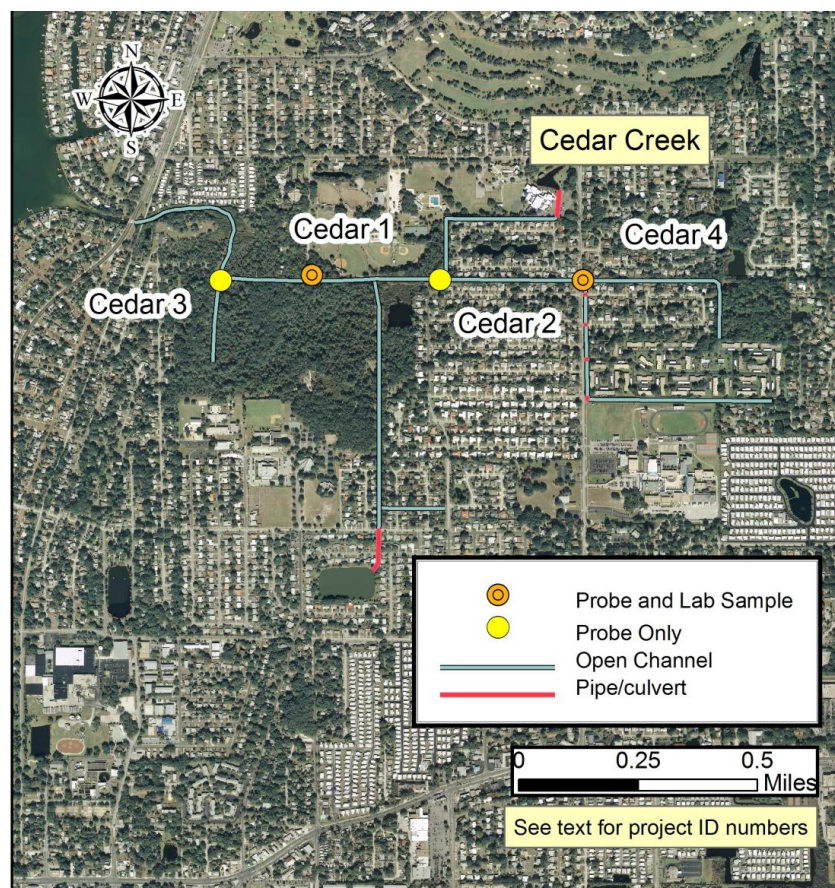 N
W E
S
Cedar Creek
Cedar 1
Cedar 4
Cedar 3
Cedar 2
Probe and Lab Sample
Probe Only
Open Channel
Pipe/culvert
0 0.25 0.5
Miles
See text for project ID numbers